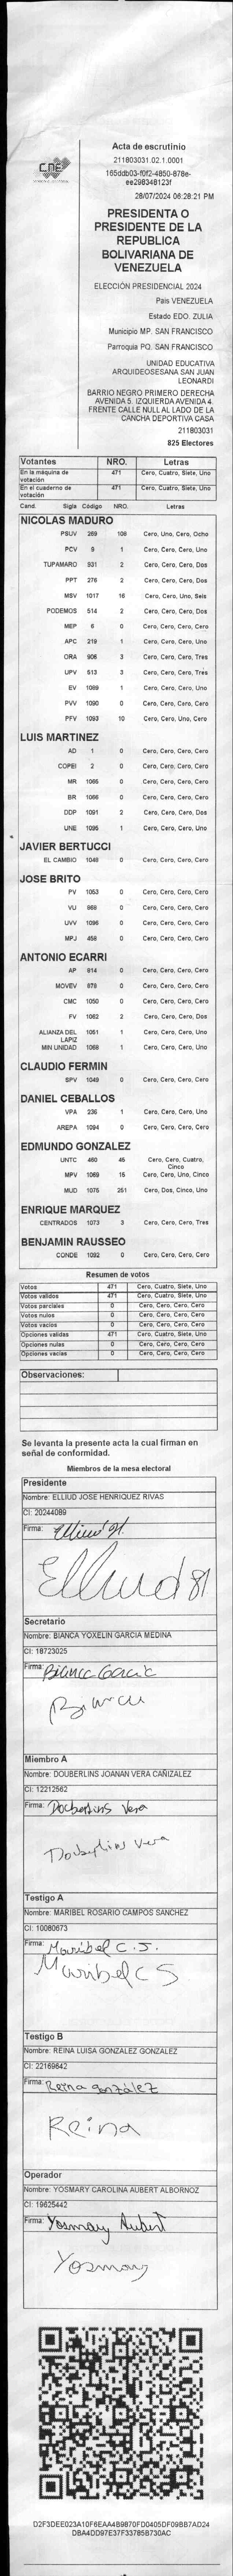 CNE
Acta de escrutinio
211803031.02.1.0001
165ddb03-f0f2-4850-878e-
ee298348123f
28/07/2024 06:28:21 PM
PRESIDENTA O
PRESIDENTE DE LA
REPUBLICA
BOLIVARIANA DE
VENEZUELA
ELECCIÓN PRESIDENCIAL 2024
Pais VENEZUELA
Estado EDO. ZULIA
Municipio MP. SAN FRANCISCO
Parroquia PQ. SAN FRANCISCO
UNIDAD EDUCATIVA
ARQUIDEOSESANA SAN JUAN
LEONARDI
BARRIO NEGRO PRIMERO DERECHA
AVENIDA 5. IZQUIERDA AVENIDA 4.
FRENTE CALLE NULL AL LADO DE LA
CANCHA DEPORTIVA CASA
211803031
825 Electores
Votantes NRO. Letras
En la máquina de votación 471 Cero, Cuatro, Siete, Uno
En el cuaderno de votación 471 Cero, Cuatro, Siete, Uno
Cand. Sigla Código NRO. Letras
NICOLAS MADURO
PSUV 269 108 Cero, Uno, Cero, Ocho
PCV 9 1 Cero, Cero, Cero, Uno
TUPAMARO 931 2 Cero, Cero, Cero, Dos
PPT 276 2 Cero, Cero, Cero, Dos
MSV 1017 16 Cero, Cero, Uno, Seis
PODEMOS 514 2 Cero, Cero, Cero, Dos
MEP 6 0 Cero, Cero, Cero, Cero
APC 219 1 Cero, Cero, Cero, Uno
ORA 906 3 Cero, Cero, Cero, Tres
UPV 513 3 Cero, Cero, Cero, Tres
EV 1089 1 Cero, Cero, Cero, Uno
PVV 1090 0 Cero, Cero, Cero, Cero
PFV 1093 10 Cero, Cero, Uno, Cero
LUIS MARTINEZ
AD 1 0 Cero, Cero, Cero, Cero
COPEI 2 0 Cero, Cero, Cero, Cero
MR 1065 0 Cero, Cero, Cero, Cero
BR 1066 0 Cero, Cero, Cero, Cero
DDP 1091 2 Cero, Cero, Cero, Dos
UNE 1095 1 Cero, Cero, Cero, Uno
JAVIER BERTUCCI
EL CAMBIO 1048 0 Cero, Cero, Cero, Cero
JOSE BRITO
PV 1053 0 Cero, Cero, Cero, Cero
VU 868 0 Cero, Cero, Cero, Cero
UVV 1096 0 Cero, Cero, Cero, Cero
MPJ 458 0 Cero, Cero, Cero, Cero
ANTONIO ECARRI
AP 814 0 Cero, Cero, Cero, Cero
MOVEV 878 0 Cero, Cero, Cero, Cero
CMC 1050 0 Cero, Cero, Cero, Cero
FV 1062 2 Cero, Cero, Cero, Dos
ALIANZA DEL LAPIZ 1051 1 Cero, Cero, Cero, Uno
MIN UNIDAD 1068 1 Cero, Cero, Cero, Uno
CLAUDIO FERMIN
SPV 1049 0 Cero, Cero, Cero, Cero
DANIEL CEBALLOS
VPA 236 1 Cero, Cero, Cero, Uno
AREPA 1094 0 Cero, Cero, Cero, Cero
EDMUNDO GONZALEZ
UNTC 460 45 Cero, Cero, Cuatro, Cinco
MPV 1069 15 Cero, Cero, Uno, Cinco
MUD 1075 251 Cero, Dos, Cinco, Uno
ENRIQUE MARQUEZ
CENTRADOS 1073 3 Cero, Cero, Cero, Tres
BENJAMIN RAUSSEO
CONDE 1092 0 Cero, Cero, Cero, Cero
Resumen de votos
Votos 471 Cero, Cuatro, Siete, Uno
Votos validos 471 Cero, Cuatro, Siete, Uno
Votos parciales 0 Cero, Cero, Cero, Cero
Votos nulos 0 Cero, Cero, Cero, Cero
Votos vacios 0 Cero, Cero, Cero, Cero
Opciones validas 471 Cero, Cuatro, Siete, Uno
Opciones nulas 0 Cero, Cero, Cero, Cero
Opciones vacias 0 Cero, Cero, Cero, Cero
Observaciones:
Se levanta la presente acta la cual firman en
señal de conformidad.
Miembros de la mesa electoral
Presidente
Nombre: ELLIUD JOSE HENRIQUEZ RIVAS
CI: 20244089
Firma: Elliud H.
Elliud H
Secretario
Nombre: BIANCA YOXELIN GARCIA MEDINA
CI: 18723025
Firma: Bianca Garcia
Bianca
Miembro A
Nombre: DOUBERLINS JOANAN VERA CAÑIZALEZ
CI: 12212562
Firma: Douberlins Vera
Douberlins Vera
Testigo A
Nombre: MARIBEL ROSARIO CAMPOS SANCHEZ
CI: 10080673
Firma: Maribel C. S.
Maribel C S
Testigo B
Nombre: REINA LUISA GONZALEZ GONZALEZ
CI: 22169642
Firma: Reina González
Reina
Operador
Nombre: YOSMARY CAROLINA AUBERT ALBORNOZ
CI: 19625442
Firma: Yosmary Aubert
Yosmary
D2F3DEE023A10F6EAA4B9870FD0405DF09BB7AD24
DBA4DD97E37F33785B730AC